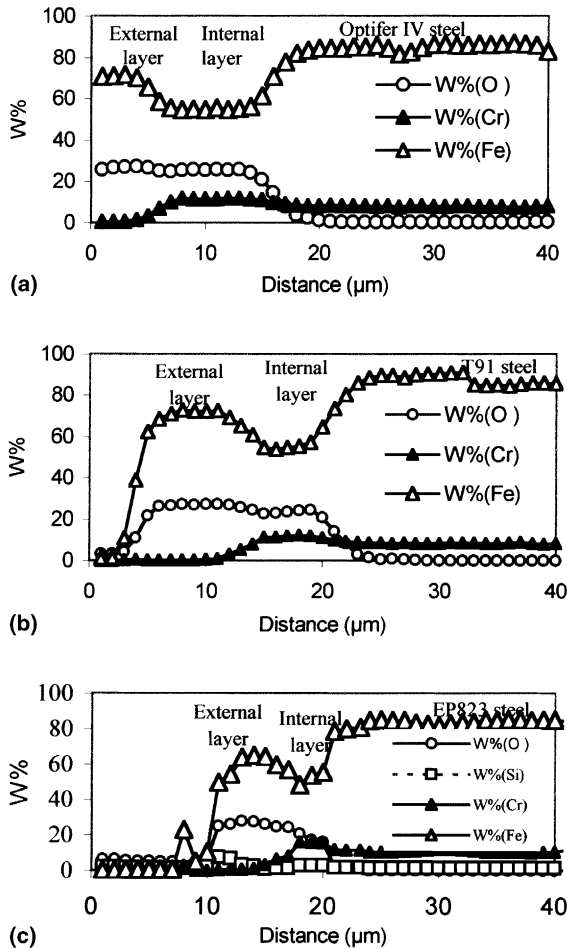 100
80
60
40
20
0
W%
External layer
Internal layer
Optifer IV steel
W%(O )
W%(Cr)
W%(Fe)
0
10
20
30
40
Distance (µm)
(a)
100
80
60
40
20
0
W%
External layer
Internal layer
T91 steel
W%(O )
W%(Cr)
W%(Fe)
0
10
20
30
40
Distance (µm)
(b)
100
80
60
40
20
0
W%
External layer
Internal layer
EP823 steel
W%(O )
W%(Si)
W%(Cr)
W%(Fe)
0
10
20
30
40
Distance (µm)
(c)